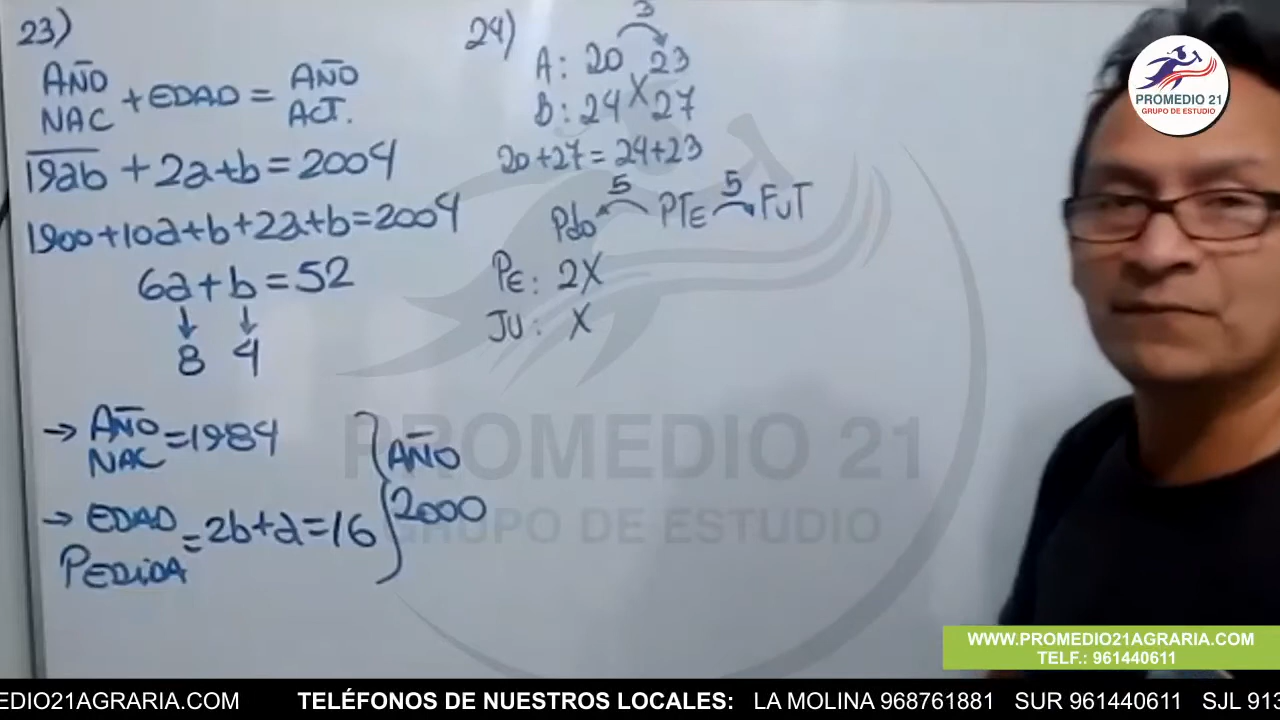 23)
AÑO
NAC + EDAD = AÑO
ACT.
19ab + 2a+b = 2004
1900+10a+b+2a+b=2004
6a+b=52
8 4
→ AÑO
NAC =1984
→ EDAD
PEDIDA = 2b+a=16
AÑO
2000
24)
3
A: 20 23
X
B: 24 27
20+27=24+23
5 5
Pdo PTE FUT
PE: 2X
JU: X
PROMEDIO 21
GRUPO DE ESTUDIO
PROMEDIO 21
GRUPO DE ESTUDIO
WWW.PROMEDIO21AGRARIA.COM
TELF.: 961440611
MEDIO21AGRARIA.COM TELÉFONOS DE NUESTROS LOCALES: LA MOLINA 968761881 SUR 961440611 SJL 913